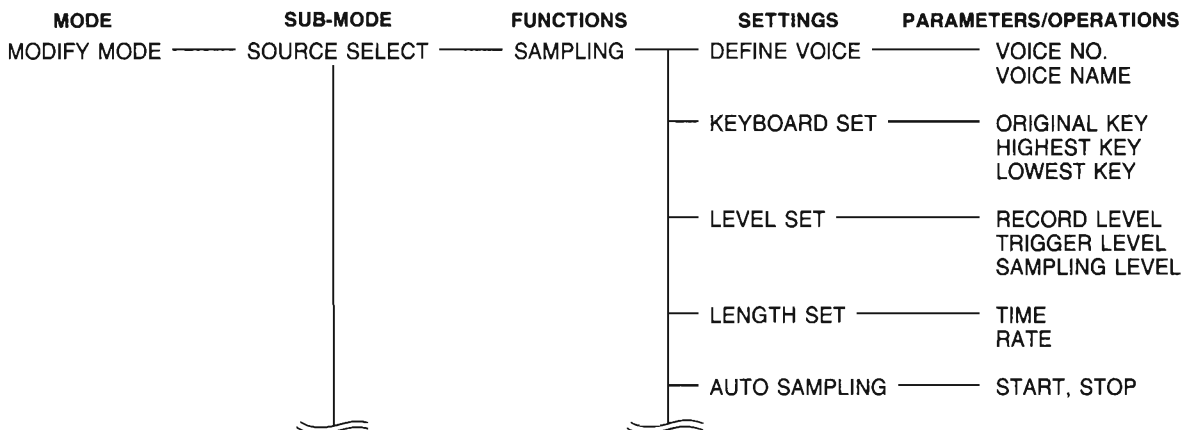 MODE SUB-MODE FUNCTIONS SETTINGS PARAMETERS/OPERATIONS
MODIFY MODE SOURCE SELECT SAMPLING DEFINE VOICE VOICE NO.
VOICE NAME
KEYBOARD SET ORIGINAL KEY
HIGHEST KEY
LOWEST KEY
LEVEL SET RECORD LEVEL
TRIGGER LEVEL
SAMPLING LEVEL
LENGTH SET TIME
RATE
AUTO SAMPLING START, STOP